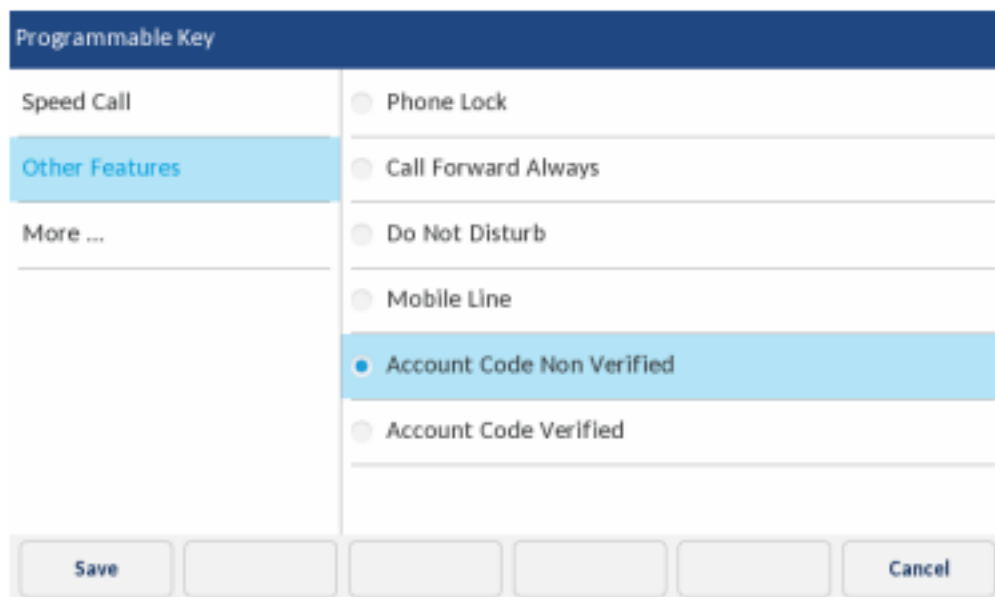 Programmable Key
Speed Call
Other Features
More ...
Phone Lock
Call Forward Always
Do Not Disturb
Mobile Line
Account Code Non Verified
Account Code Verified
Save
Cancel